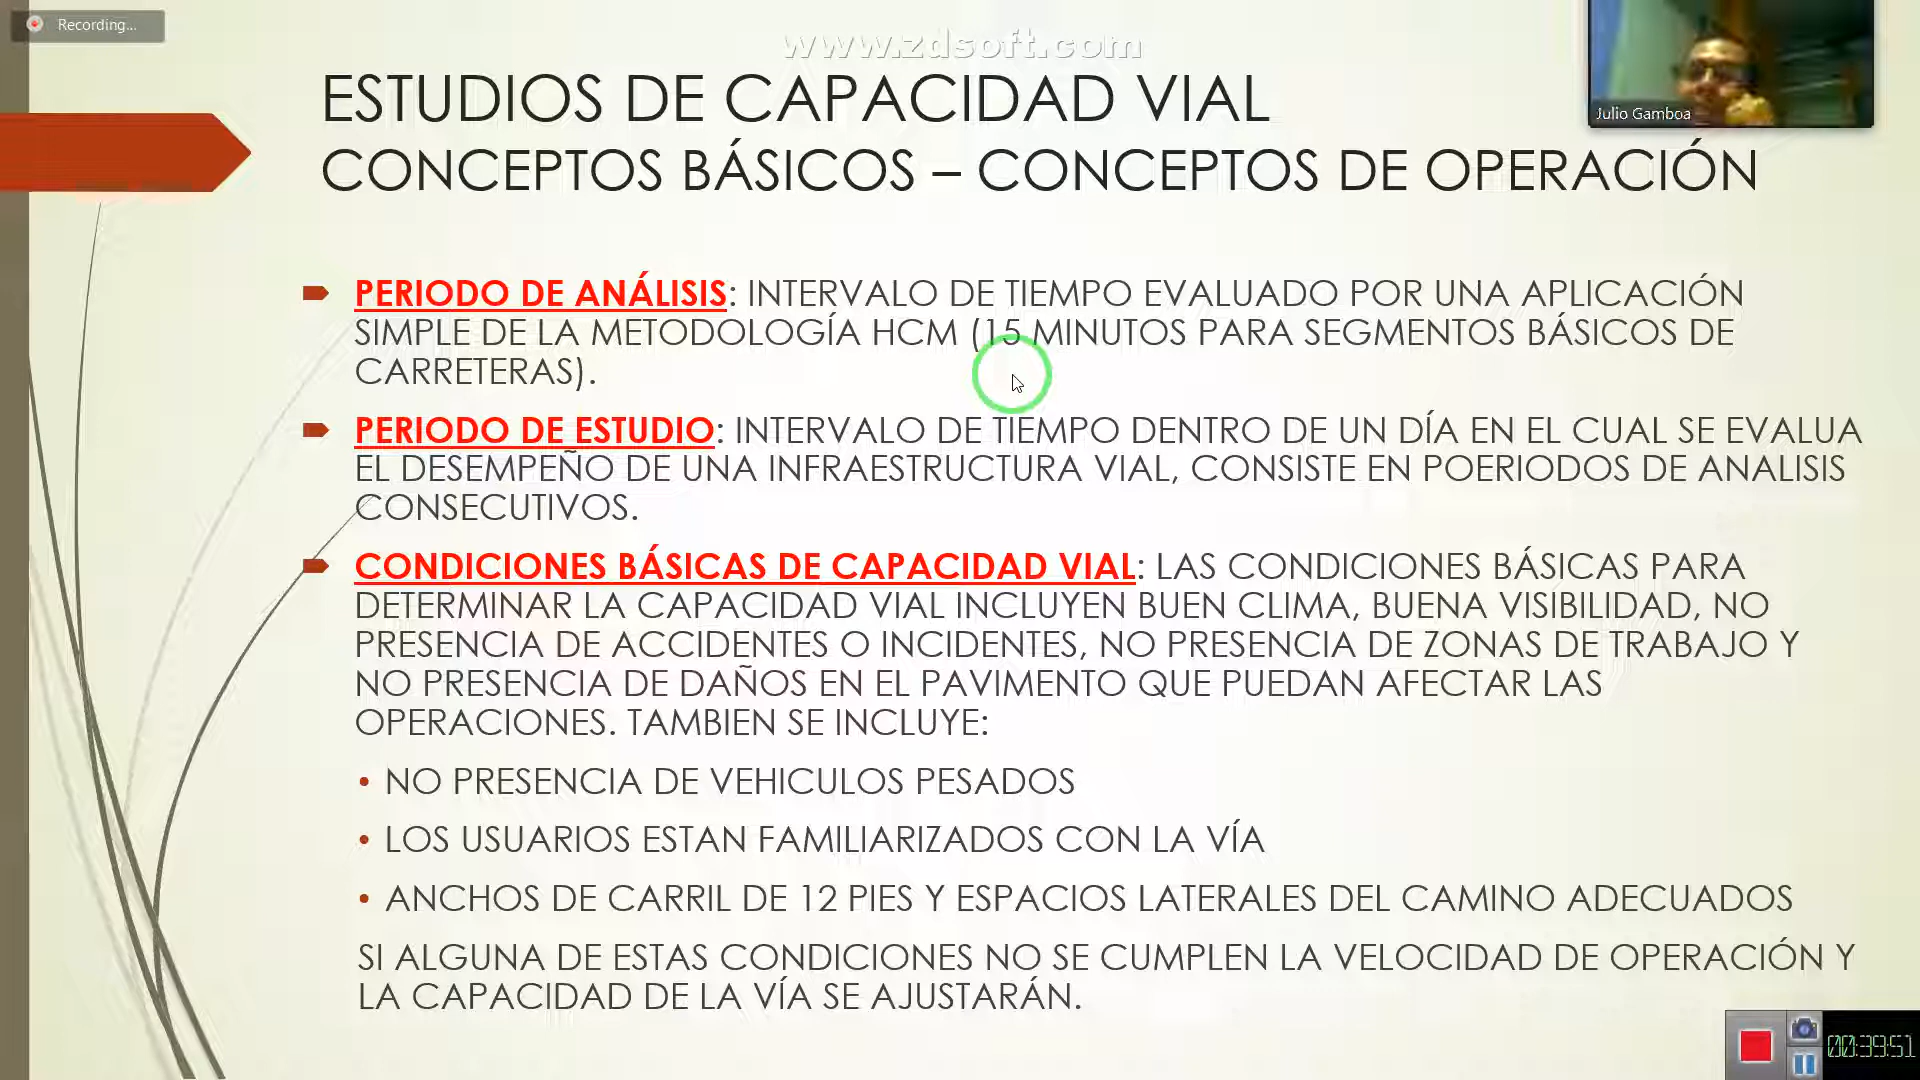 Recording...
www.zdsoft.com
ESTUDIOS DE CAPACIDAD VIAL
CONCEPTOS BÁSICOS – CONCEPTOS DE OPERACIÓN
Julio Gamboa
PERIODO DE ANÁLISIS: INTERVALO DE TIEMPO EVALUADO POR UNA APLICACIÓN
SIMPLE DE LA METODOLOGÍA HCM (15 MINUTOS PARA SEGMENTOS BÁSICOS DE
CARRETERAS).
PERIODO DE ESTUDIO: INTERVALO DE TIEMPO DENTRO DE UN DÍA EN EL CUAL SE EVALUA
EL DESEMPEÑO DE UNA INFRAESTRUCTURA VIAL, CONSISTE EN POERIODOS DE ANALISIS
CONSECUTIVOS.
CONDICIONES BÁSICAS DE CAPACIDAD VIAL: LAS CONDICIONES BÁSICAS PARA
DETERMINAR LA CAPACIDAD VIAL INCLUYEN BUEN CLIMA, BUENA VISIBILIDAD, NO
PRESENCIA DE ACCIDENTES O INCIDENTES, NO PRESENCIA DE ZONAS DE TRABAJO Y
NO PRESENCIA DE DAÑOS EN EL PAVIMENTO QUE PUEDAN AFECTAR LAS
OPERACIONES. TAMBIEN SE INCLUYE:
• NO PRESENCIA DE VEHICULOS PESADOS
• LOS USUARIOS ESTAN FAMILIARIZADOS CON LA VÍA
• ANCHOS DE CARRIL DE 12 PIES Y ESPACIOS LATERALES DEL CAMINO ADECUADOS
SI ALGUNA DE ESTAS CONDICIONES NO SE CUMPLEN LA VELOCIDAD DE OPERACIÓN Y
LA CAPACIDAD DE LA VÍA SE AJUSTARÁN.
00:39:51